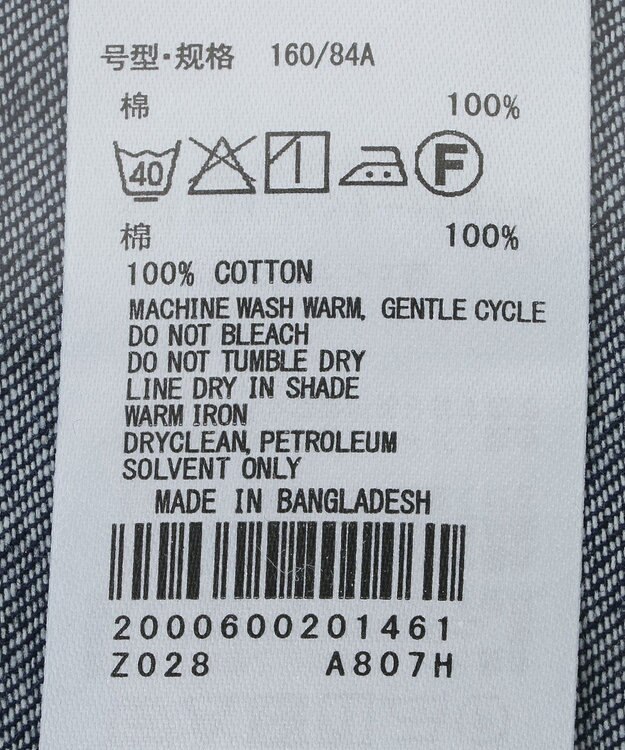 号型·规格 160/84A
棉 100%
40 F
棉 100%
100% COTTON
MACHINE WASH WARM, GENTLE CYCLE
DO NOT BLEACH
DO NOT TUMBLE DRY
LINE DRY IN SHADE
WARM IRON
DRYCLEAN, PETROLEUM
SOLVENT ONLY
MADE IN BANGLADESH
2000600201461
Z028 A807H